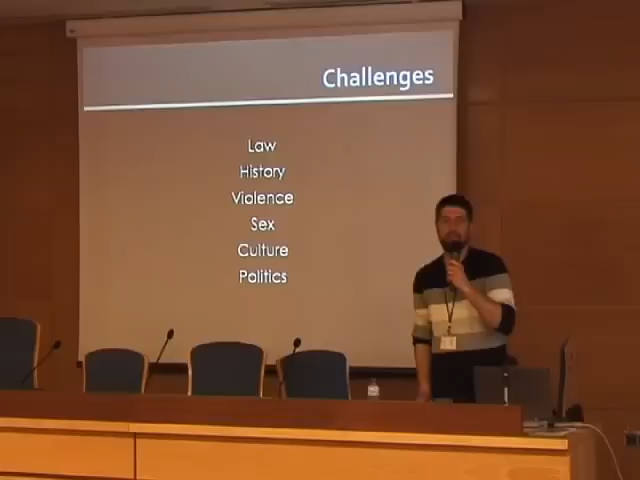 Challenges
Law
History
Violence
Sex
Culture
Politics